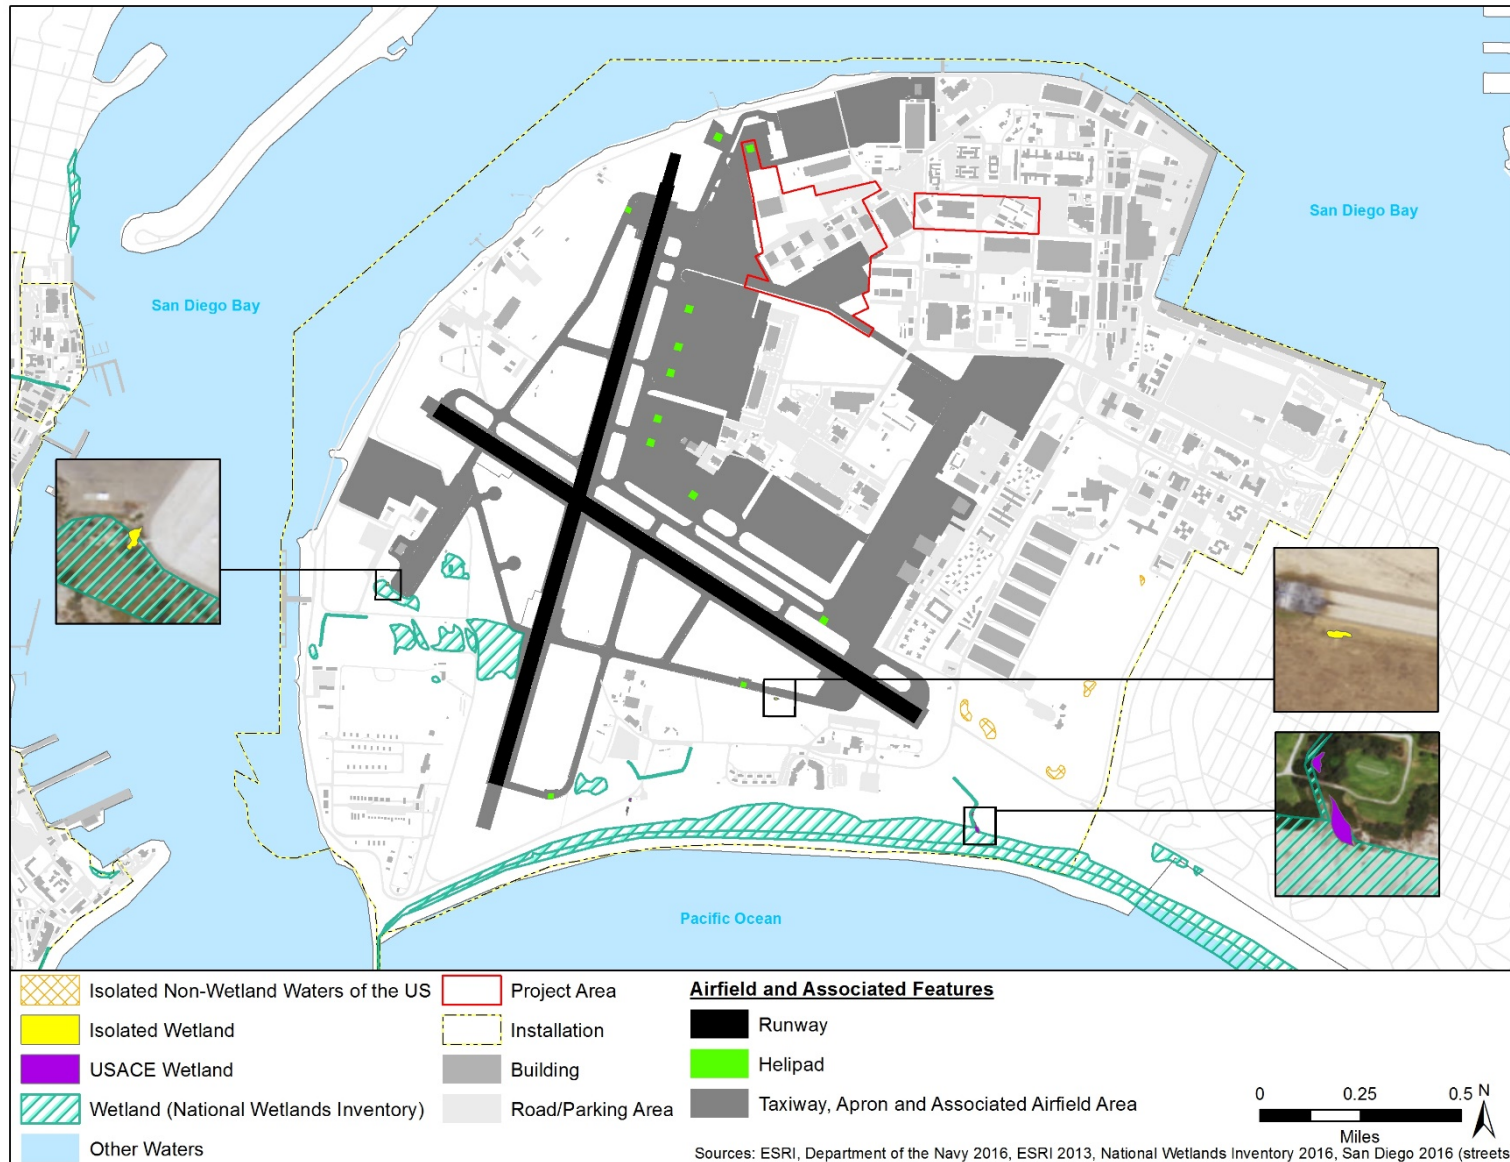 San Diego Bay
San Diego Bay
Pacific Ocean
Isolated Non-Wetland Waters of the US
Isolated Wetland
USACE Wetland
Wetland (National Wetlands Inventory)
Other Waters
Project Area
Installation
Building
Road/Parking Area
Airfield and Associated Features
Runway
Helipad
Taxiway, Apron and Associated Airfield Area
0 0.25 0.5
Miles
N
Sources: ESRI, Department of the Navy 2016, ESRI 2013, National Wetlands Inventory 2016, San Diego 2016 (streets